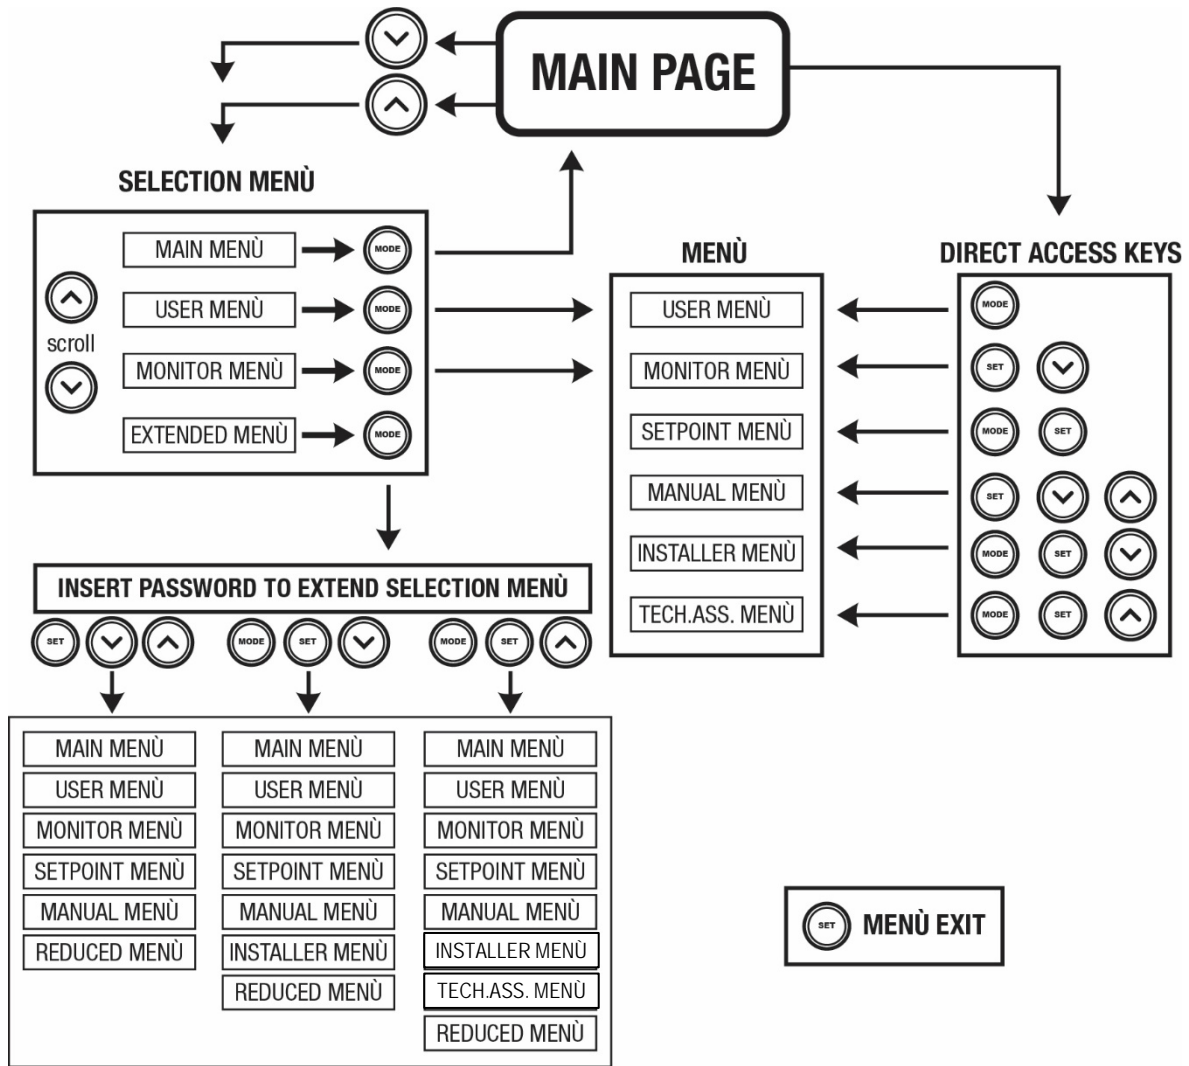 MAIN PAGE
SELECTION MENÙ
MAIN MENÙ MODE
USER MENÙ MODE
scroll
MONITOR MENÙ MODE
EXTENDED MENÙ MODE
MENÙ
USER MENÙ
MONITOR MENÙ
SETPOINT MENÙ
MANUAL MENÙ
INSTALLER MENÙ
TECH.ASS. MENÙ
DIRECT ACCESS KEYS
MODE
SET
MODE SET
SET
MODE SET
MODE SET
INSERT PASSWORD TO EXTEND SELECTION MENÙ
SET MODE SET MODE SET
MAIN MENÙ
USER MENÙ
MONITOR MENÙ
SETPOINT MENÙ
MANUAL MENÙ
REDUCED MENÙ
MAIN MENÙ
USER MENÙ
MONITOR MENÙ
SETPOINT MENÙ
MANUAL MENÙ
INSTALLER MENÙ
REDUCED MENÙ
MAIN MENÙ
USER MENÙ
MONITOR MENÙ
SETPOINT MENÙ
MANUAL MENÙ
INSTALLER MENÙ
TECH.ASS. MENÙ
REDUCED MENÙ
SET MENÙ EXIT